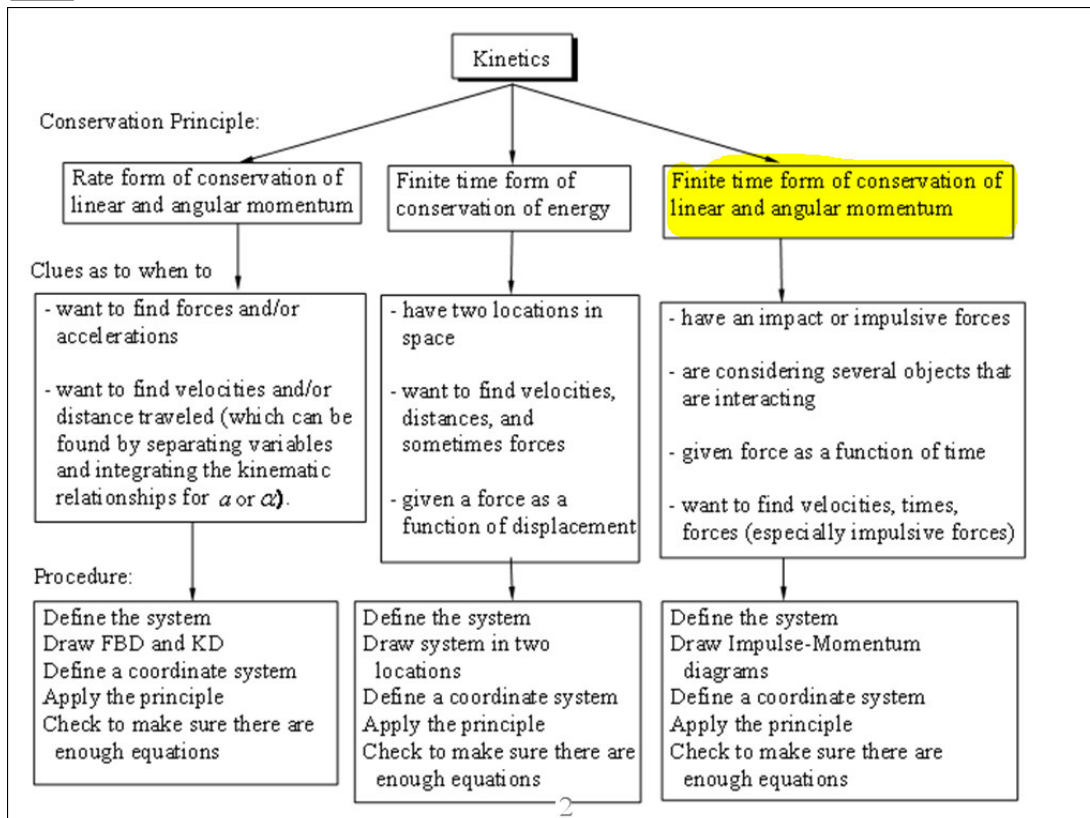 Kinetics
Conservation Principle:
Rate form of conservation of
linear and angular momentum
Finite time form of
conservation of energy
Finite time form of conservation of
linear and angular momentum
Clues as to when to
- want to find forces and/or
accelerations
- want to find velocities and/or
distance traveled (which can be
found by separating variables
and integrating the kinematic
relationships for a or α).
- have two locations in
space
- want to find velocities,
distances, and
sometimes forces
- given a force as a
function of displacement
- have an impact or impulsive forces
- are considering several objects that
are interacting
- given force as a function of time
- want to find velocities, times,
forces (especially impulsive forces)
Procedure:
Define the system
Draw FBD and KD
Define a coordinate system
Apply the principle
Check to make sure there are
enough equations
Define the system
Draw system in two
locations
Define a coordinate system
Apply the principle
Check to make sure there are
enough equations
Define the system
Draw Impulse-Momentum
diagrams
Define a coordinate system
Apply the principle
Check to make sure there are
enough equations
2